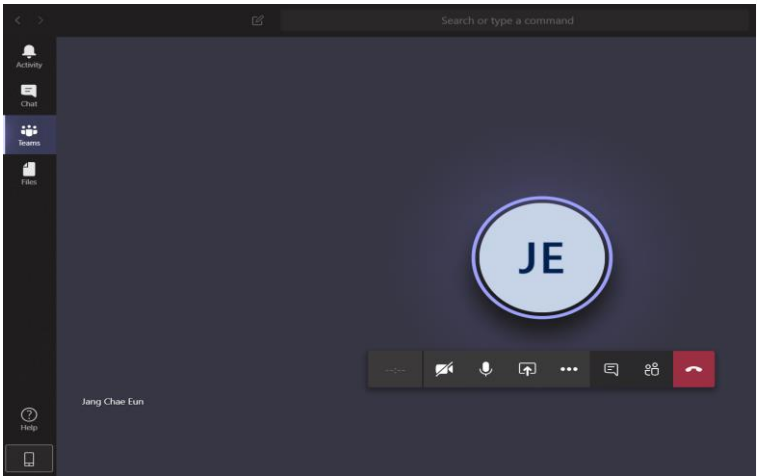 Search or type a command
Activity
Chat
Teams
Files
JE
--:--
Jang Chae Eun
Help